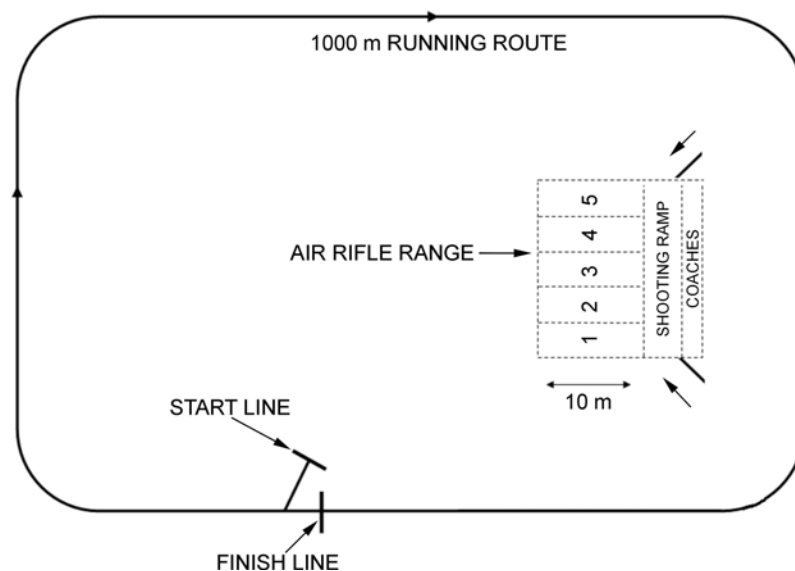 1000 m RUNNING ROUTE
5
4
3
2
1
AIR RIFLE RANGE
SHOOTING RAMP
COACHES
10 m
START LINE
FINISH LINE